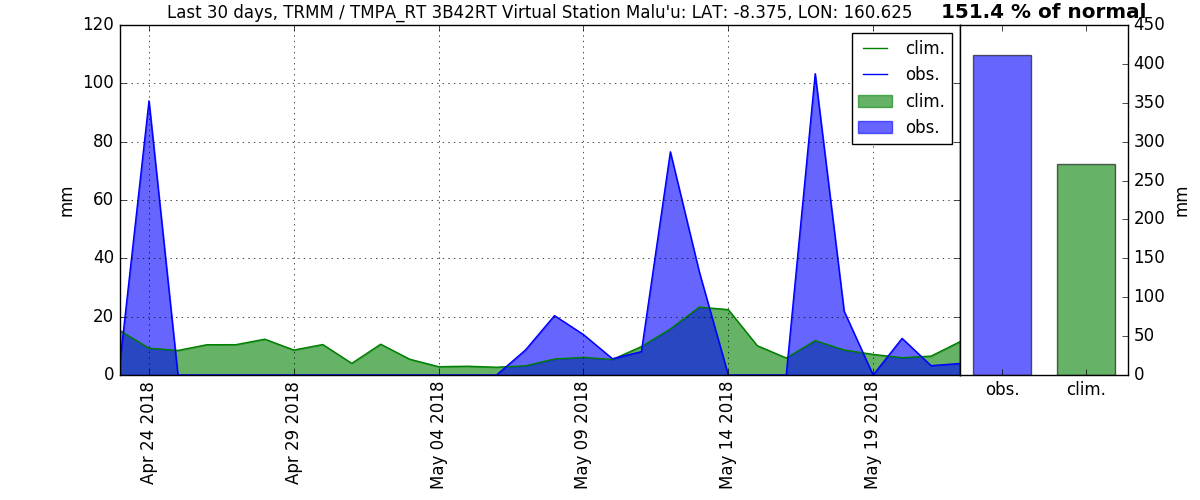 Last 30 days, TRMM / TMPA_RT 3B42RT Virtual Station Malu'u: LAT: -8.375, LON: 160.625
151.4 % of normal
120
100
80
60
40
20
0
mm
clim.
obs.
clim.
obs.
450
400
350
300
250
200
150
100
50
0
mm
Apr 24 2018
Apr 29 2018
May 04 2018
May 09 2018
May 14 2018
May 19 2018
obs.
clim.